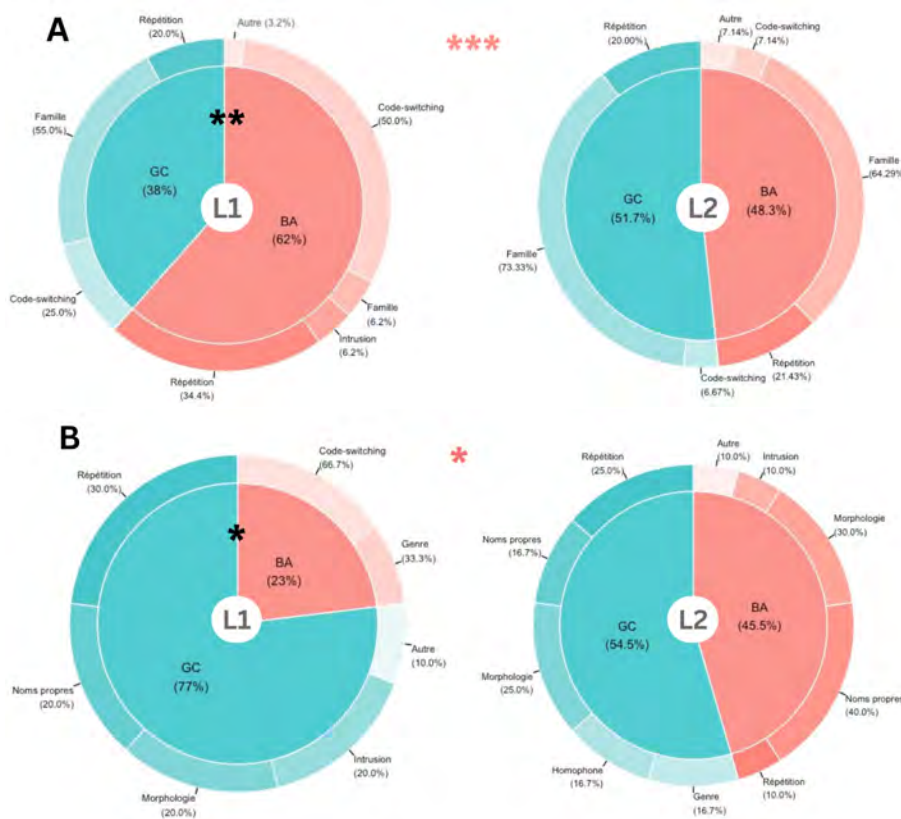 A
Répétition
(20.0%)
Autre (3.2%)
Code-switching
(50.0%)
Famille
(55.0%)
**
GC
(38%)
L1
BA
(62%)
Code-switching
(25.0%)
Famille
(6.2%)
Intrusion
(6.2%)
Répétition
(34.4%)
***
Répétition
(20.00%)
Autre
(7.14%)
Code-switching
(7.14%)
Famille
(64.29%)
GC
(51.7%)
L2
BA
(48.3%)
Famille
(73.33%)
Code-switching
(6.67%)
Répétition
(21.43%)
B
Répétition
(30.0%)
Code-switching
(66.7%)
*
BA
(23%)
Genre
(33.3%)
L1
GC
(77%)
Autre
(10.0%)
Noms propres
(20.0%)
Intrusion
(20.0%)
Morphologie
(20.0%)
*
Répétition
(25.0%)
Autre
(10.0%)
Intrusion
(10.0%)
Morphologie
(30.0%)
Noms propres
(16.7%)
GC
(54.5%)
L2
BA
(45.5%)
Morphologie
(25.0%)
Noms propres
(40.0%)
Homophone
(16.7%)
Genre
(16.7%)
Répétition
(10.0%)